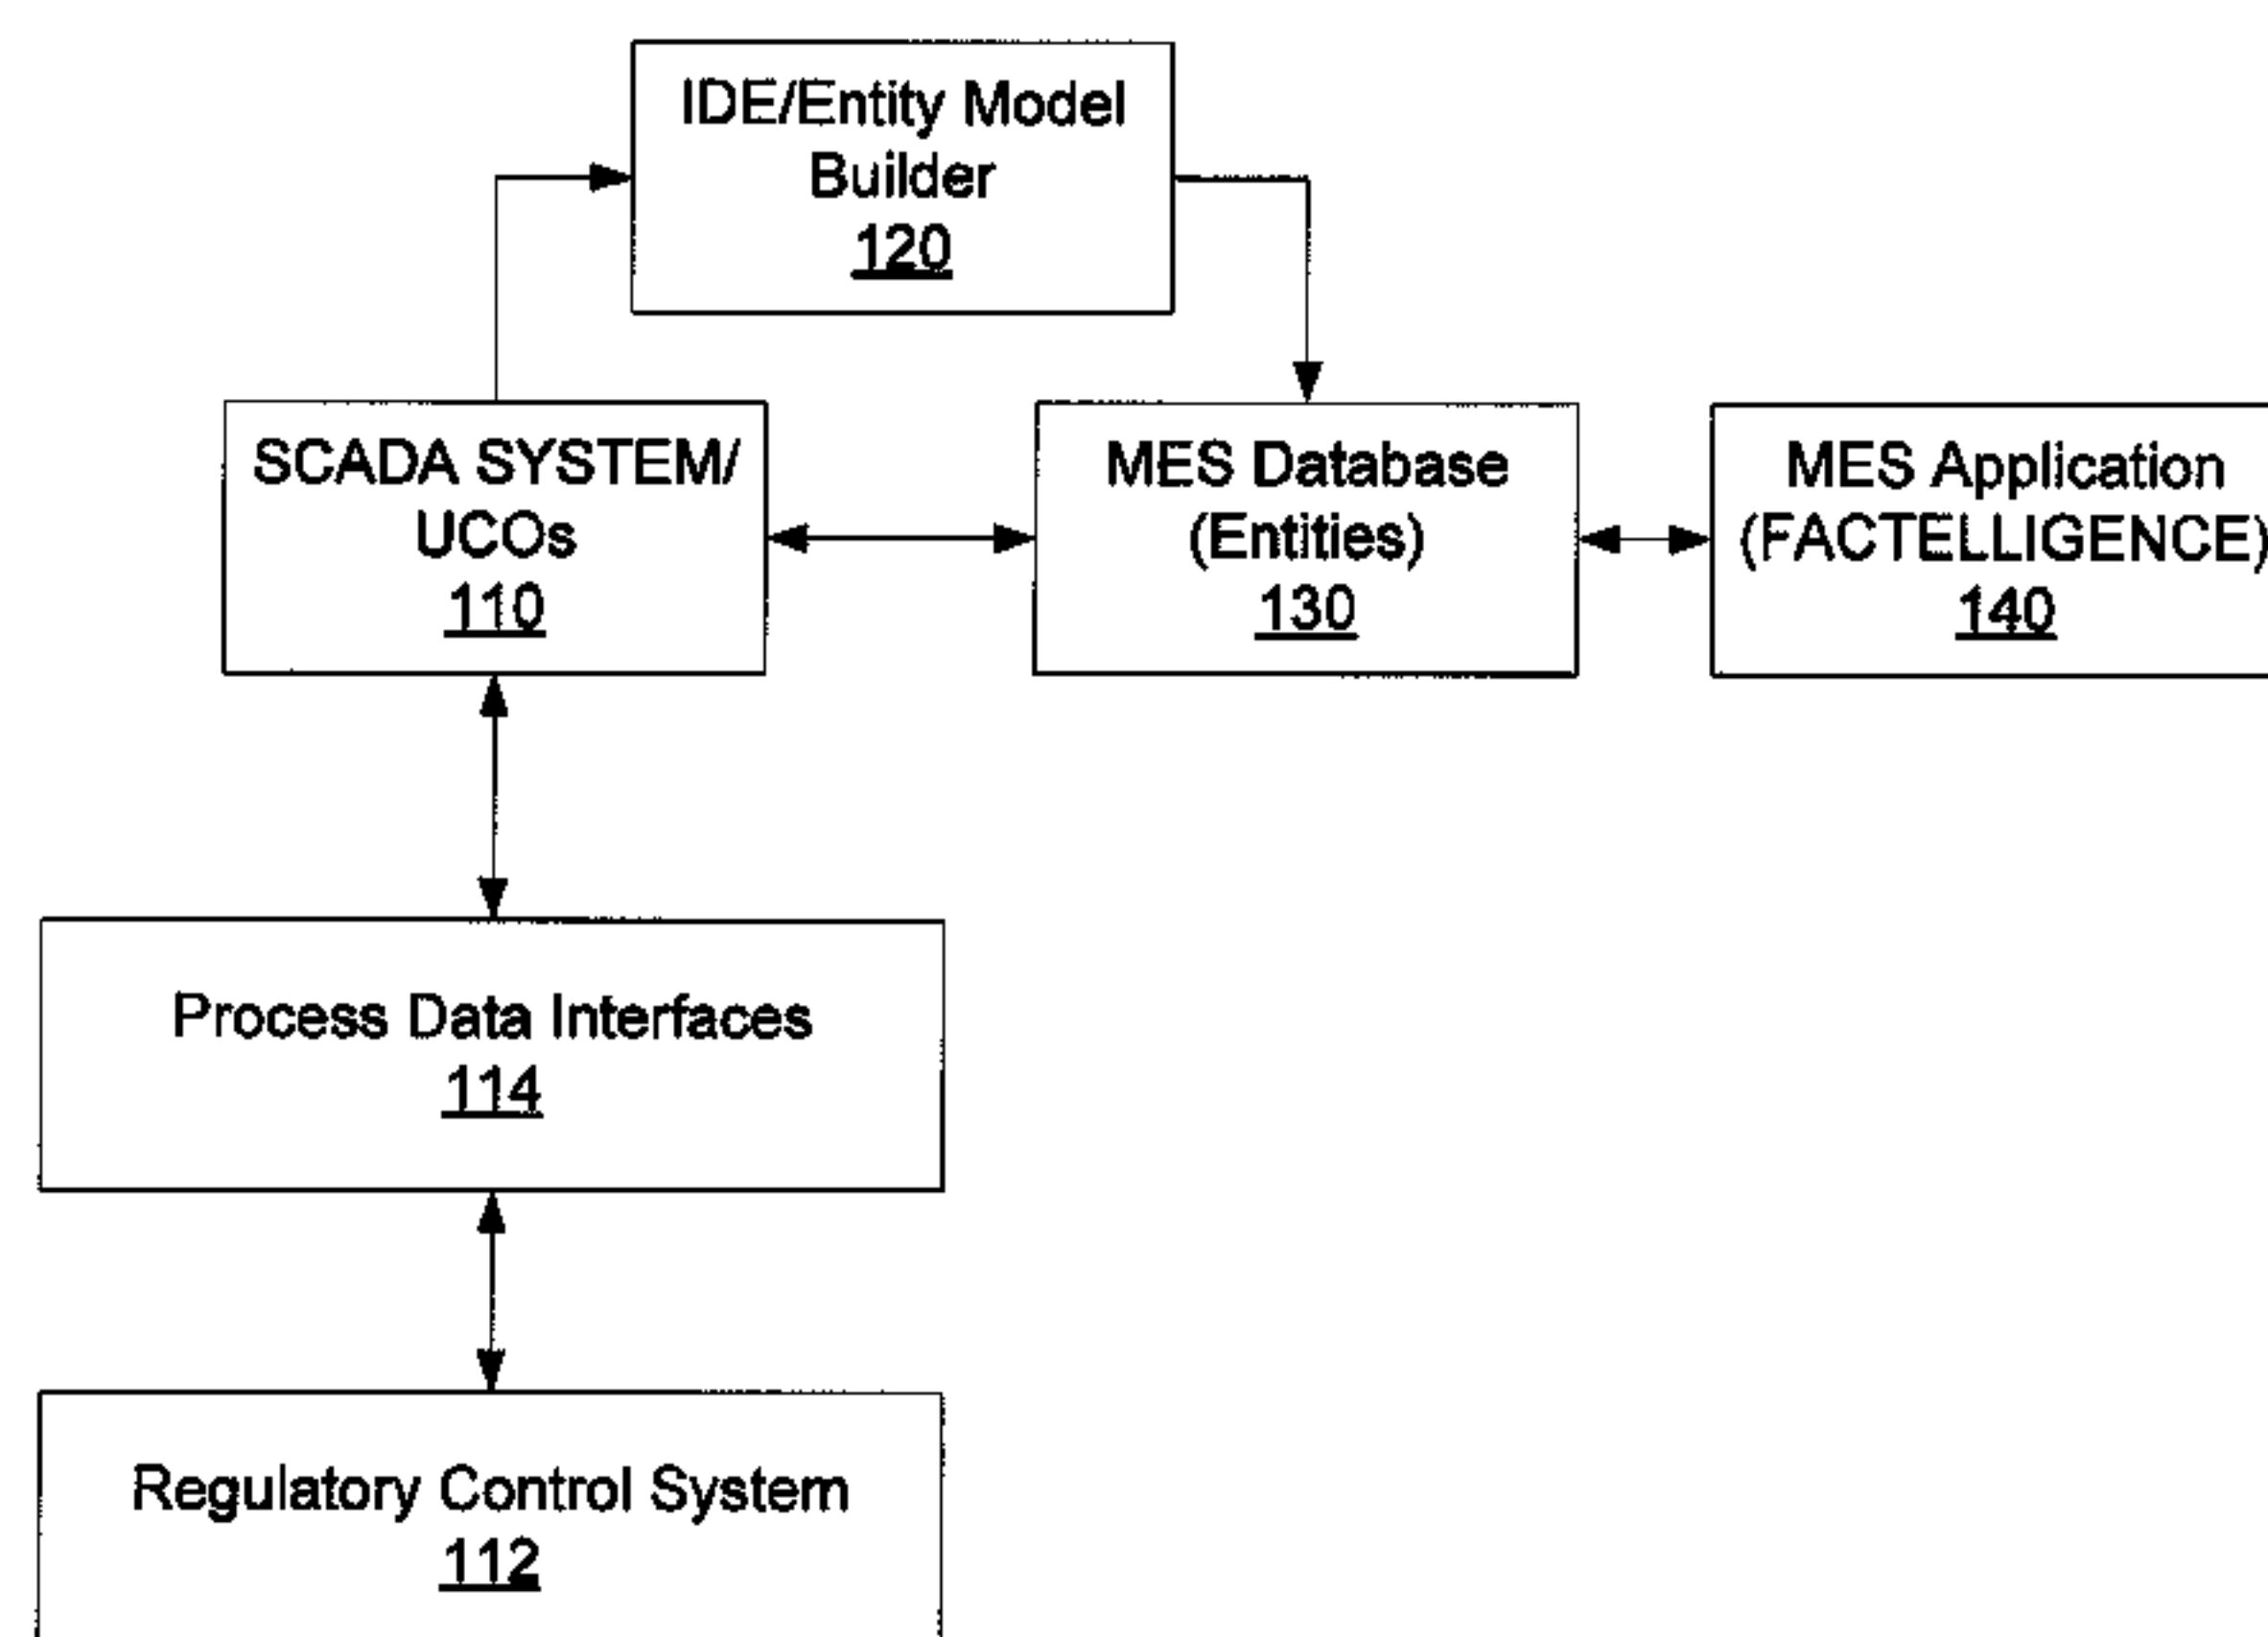 IDE/Entity Model
Builder
120
SCADA SYSTEM/
UCOs
110
MES Database
(Entities)
130
MES Application
(FACTELLIGENCE)
140
Process Data Interfaces
114
Regulatory Control System
112